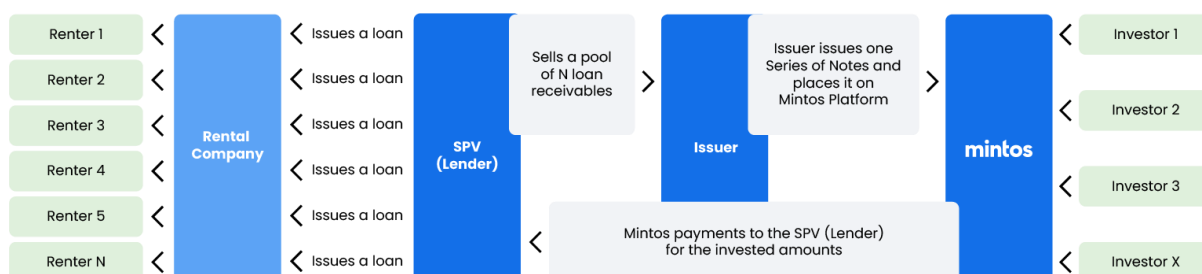 Renter 1
Renter 2
Renter 3
Renter 4
Renter 5
Renter N
Rental
Company
Issues a loan
Issues a loan
Issues a loan
Issues a loan
Issues a loan
Issues a loan
SPV
(Lender)
Sells a pool
of N loan
receivables
Issuer
Issuer issues one
Series of Notes and
places it on
Mintos Platform
mintos
Mintos payments to the SPV (Lender)
for the invested amounts
Investor 1
Investor 2
Investor 3
Investor X